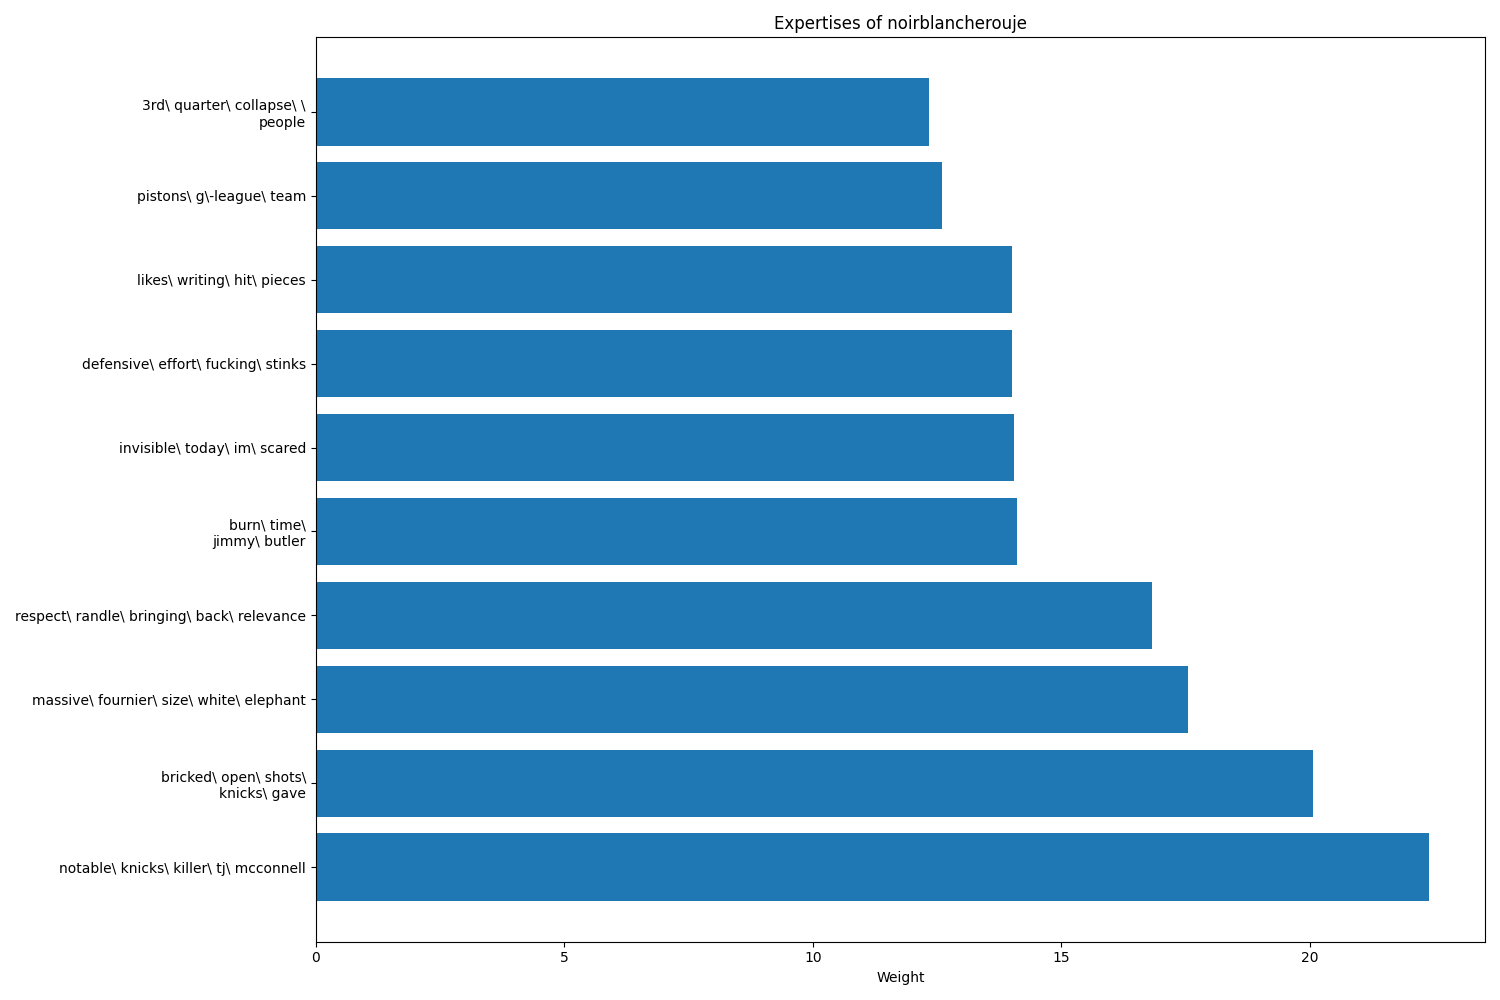 Expertises of noirblancherouje
3rd\ quarter\ collapse\ \
people
pistons\ g\-league\ team
likes\ writing\ hit\ pieces
defensive\ effort\ fucking\ stinks
invisible\ today\ im\ scared
burn\ time\
jimmy\ butler
respect\ randle\ bringing\ back\ relevance
massive\ fournier\ size\ white\ elephant
bricked\ open\ shots\
knicks\ gave
notable\ knicks\ killer\ tj\ mcconnell
0 5 10 15 20
Weight